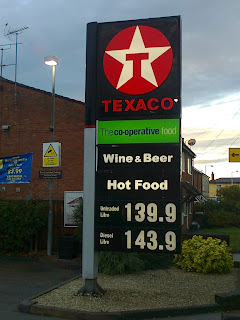 T
TEXACO
The co-operative food
Wine & Beer
Hot Food
Unleaded
Litre
139.9
Diesel
Litre
143.9